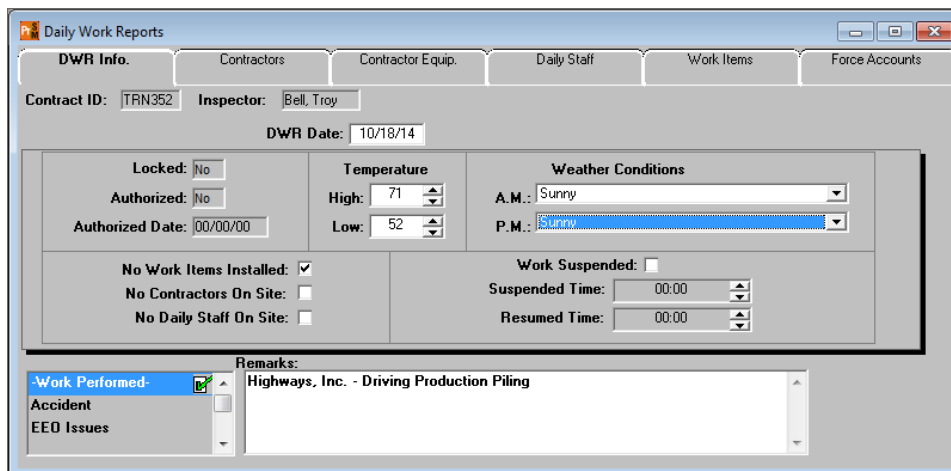 Daily Work Reports
DWR Info. Contractors Contractor Equip. Daily Staff Work Items Force Accounts
Contract ID: TRN352 Inspector: Bell, Troy
DWR Date: 10/18/14
Locked: No
Authorized: No
Authorized Date: 00/00/00
Temperature
High: 71
Low: 52
Weather Conditions
A.M.: Sunny
P.M.: Sunny
No Work Items Installed:
No Contractors On Site:
No Daily Staff On Site:
Work Suspended:
Suspended Time: 00:00
Resumed Time: 00:00
-Work Performed-
Accident
EEO Issues
Remarks:
Highways, Inc. - Driving Production Piling